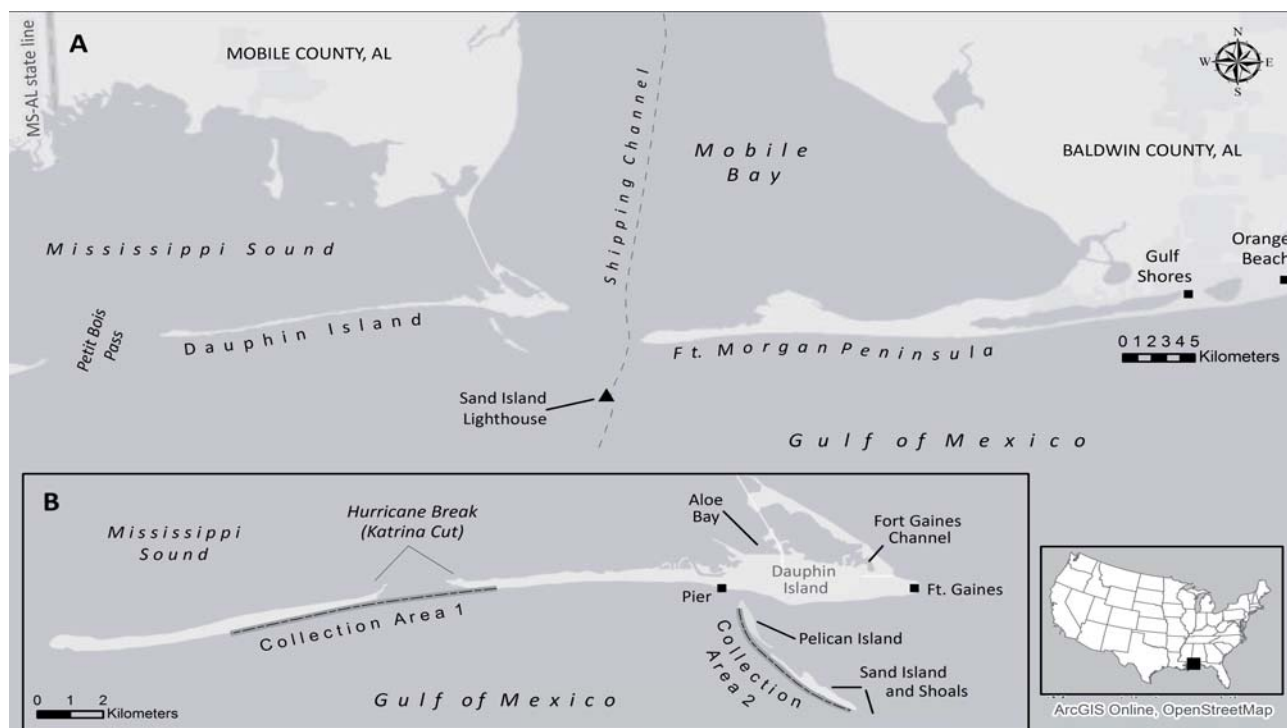 A
MS-AL state line
MOBILE COUNTY, AL
N
W
E
S
Shipping Channel
Mobile
Bay
BALDWIN COUNTY, AL
Mississippi Sound
Orange
Beach
Gulf
Shores
Petit Bois
Pass
Dauphin Island
Ft. Morgan Peninsula
0 1 2 3 4 5
Kilometers
Sand Island
Lighthouse
Gulf of Mexico
B
Mississippi
Sound
Hurricane Break
(Katrina Cut)
Aloe
Bay
Fort Gaines
Channel
Dauphin
Island
Pier
Ft. Gaines
Collection Area 1
Pelican Island
Collection
Area 2
Sand Island
and Shoals
0 1 2
Kilometers
Gulf of Mexico
ArcGIS Online, OpenStreetMap